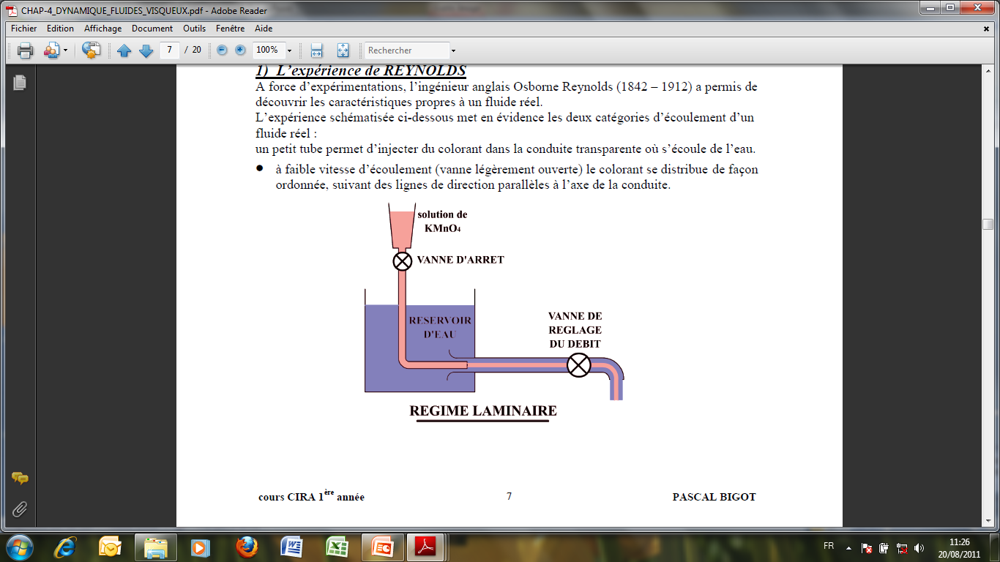 CHAP-4_DYNAMIQUE_FLUIDES_VISQUEUX.pdf - Adobe Reader
Fichier Edition Affichage Document Outils Fenêtre Aide
7 / 20 100% Rechercher
1) L’expérience de REYNOLDS
A force d’expérimentations, l’ingénieur anglais Osborne Reynolds (1842 – 1912) a permis de
découvrir les caractéristiques propres à un fluide réel.
L’expérience schématisée ci-dessous met en évidence les deux catégories d’écoulement d’un
fluide réel :
un petit tube permet d’injecter du colorant dans la conduite transparente où s’écoule de l’eau.
● à faible vitesse d’écoulement (vanne légèrement ouverte) le colorant se distribue de façon
ordonnée, suivant des lignes de direction parallèles à l’axe de la conduite.
solution de
KMnO4
VANNE D'ARRET
RESERVOIR
D'EAU
VANNE DE
REGLAGE
DU DEBIT
REGIME LAMINAIRE
cours CIRA 1ère année 7 PASCAL BIGOT
FR 11:26
20/08/2011